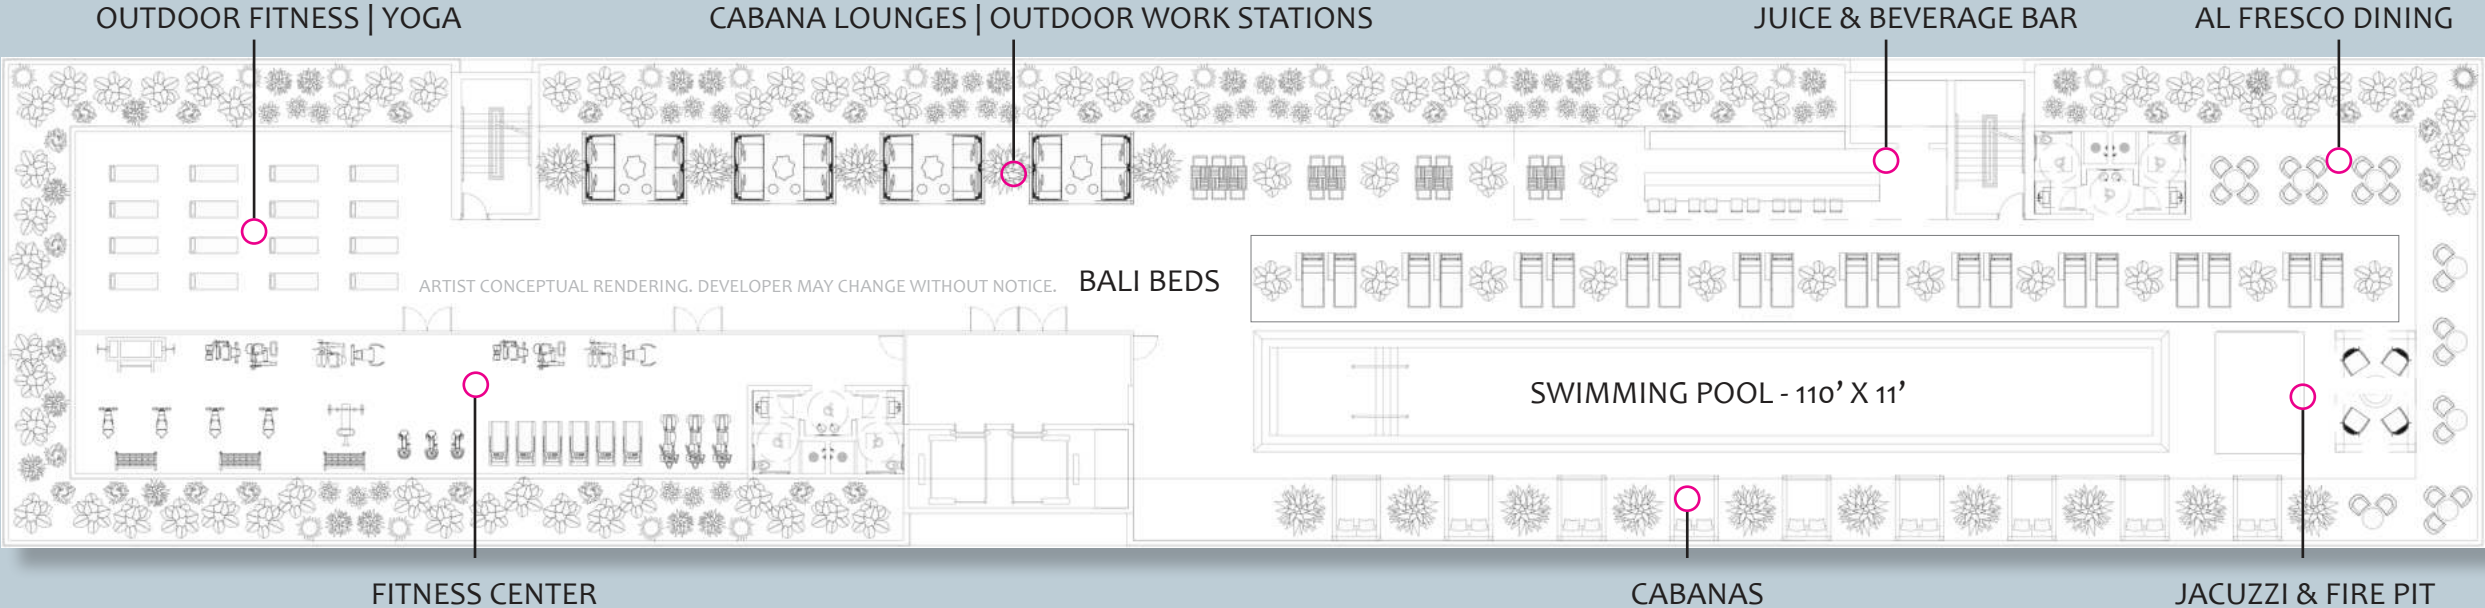 OUTDOOR FITNESS | YOGA
CABANA LOUNGES | OUTDOOR WORK STATIONS
JUICE & BEVERAGE BAR
AL FRESCO DINING
ARTIST CONCEPTUAL RENDERING. DEVELOPER MAY CHANGE WITHOUT NOTICE.
BALI BEDS
SWIMMING POOL - 110’ X 11’
FITNESS CENTER
CABANAS
JACUZZI & FIRE PIT